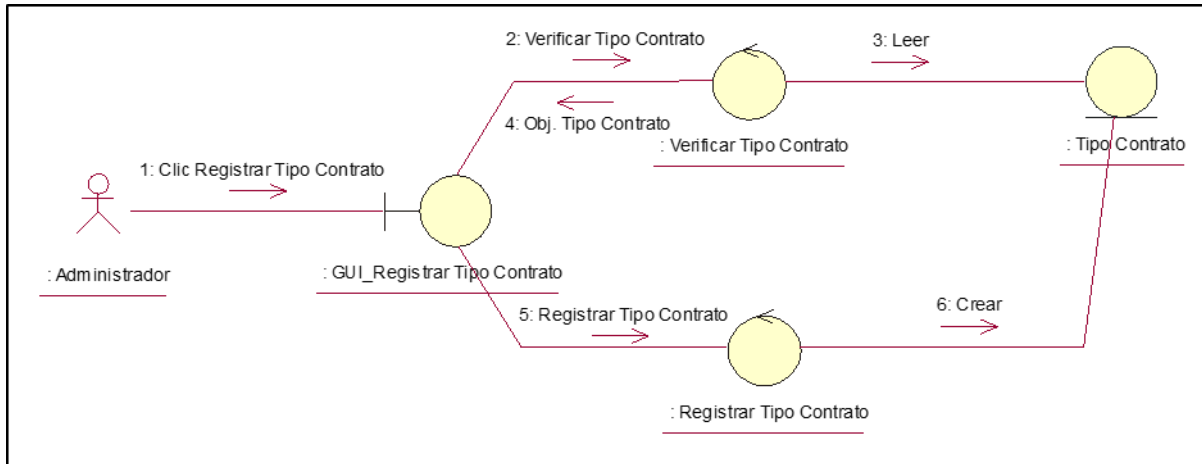 2: Verificar Tipo Contrato
3: Leer
4: Obj. Tipo Contrato
: Verificar Tipo Contrato
: Tipo Contrato
1: Clic Registrar Tipo Contrato
: Administrador
: GUI_Registrar Tipo Contrato
5: Registrar Tipo Contrato
6: Crear
: Registrar Tipo Contrato